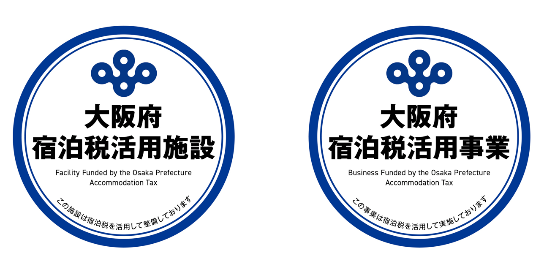 大阪府
宿泊税活用施設
Facility Funded by the Osaka Prefecture
Accommodation Tax
この施設は宿泊税を活用して整備しております
大阪府
宿泊税活用事業
Business Funded by the Osaka Prefecture
Accommodation Tax
この事業は宿泊税を活用して実施しております